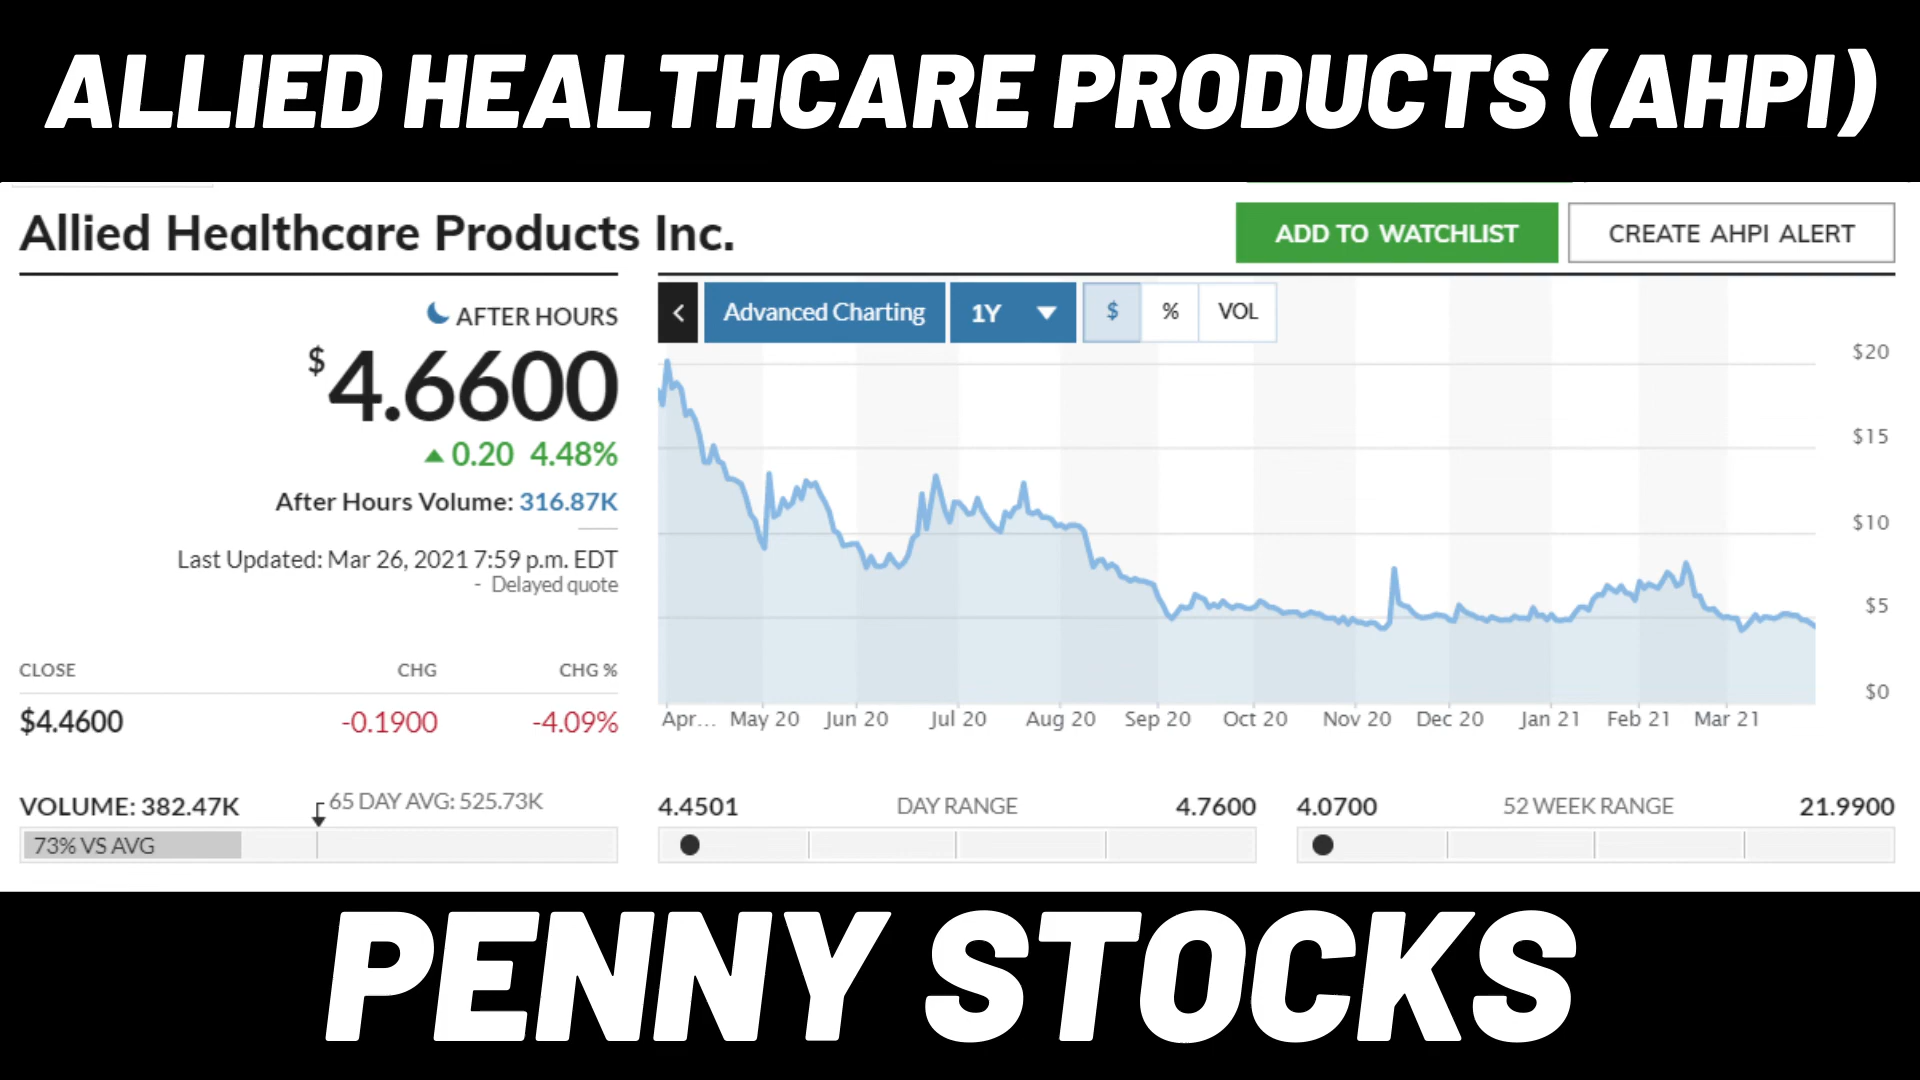 ALLIED HEALTHCARE PRODUCTS (AHPI)
Allied Healthcare Products Inc.
ADD TO WATCHLIST
CREATE AHPI ALERT
AFTER HOURS
$4.6600
▲ 0.20 4.48%
After Hours Volume: 316.87K
Last Updated: Mar 26, 2021 7:59 p.m. EDT
- Delayed quote
CLOSE CHG CHG %
$4.4600 -0.1900 -4.09%
VOLUME: 382.47K
65 DAY AVG: 525.73K
73% VS AVG
Advanced Charting 1Y $ % VOL
$20
$15
$10
$5
$0
Apr... May 20 Jun 20 Jul 20 Aug 20 Sep 20 Oct 20 Nov 20 Dec 20 Jan 21 Feb 21 Mar 21
4.4501 DAY RANGE 4.7600
4.0700 52 WEEK RANGE 21.9900
PENNY STOCKS